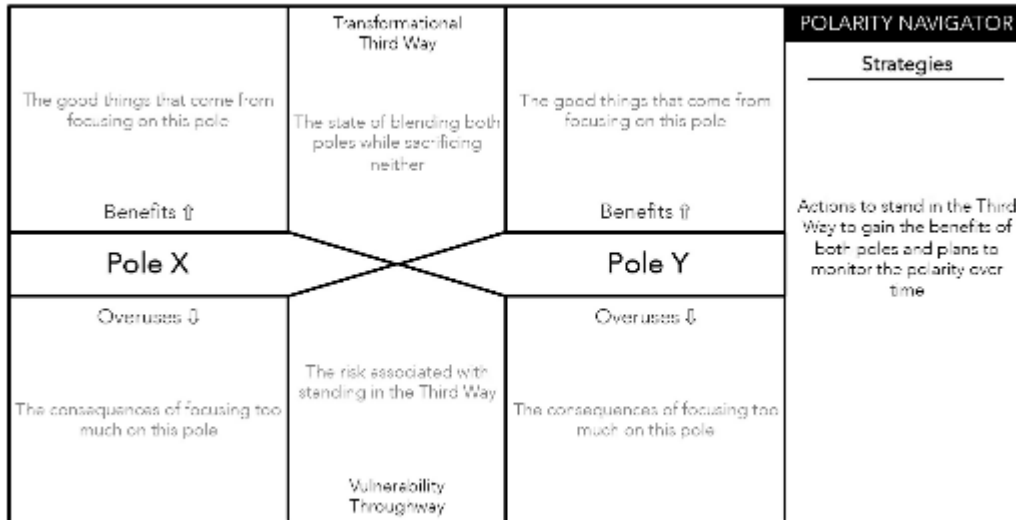 Transformational
Third Way
POLARITY NAVIGATOR
Strategies
The good things that come from
focusing on this pole
The state of blending both
poles while sacrificing
neither
The good things that come from
focusing on this pole
Benefits ⇧
Benefits ⇧
Actions to stand in the Third
Way to gain the benefits of
both poles and plans to
monitor the polarity over
time
Pole X
Pole Y
Overuses ⇩
Overuses ⇩
The risk associated with
standing in the Third Way
The consequences of focusing too
much on this pole
The consequences of focusing too
much on this pole
Vulnerability
Throughway